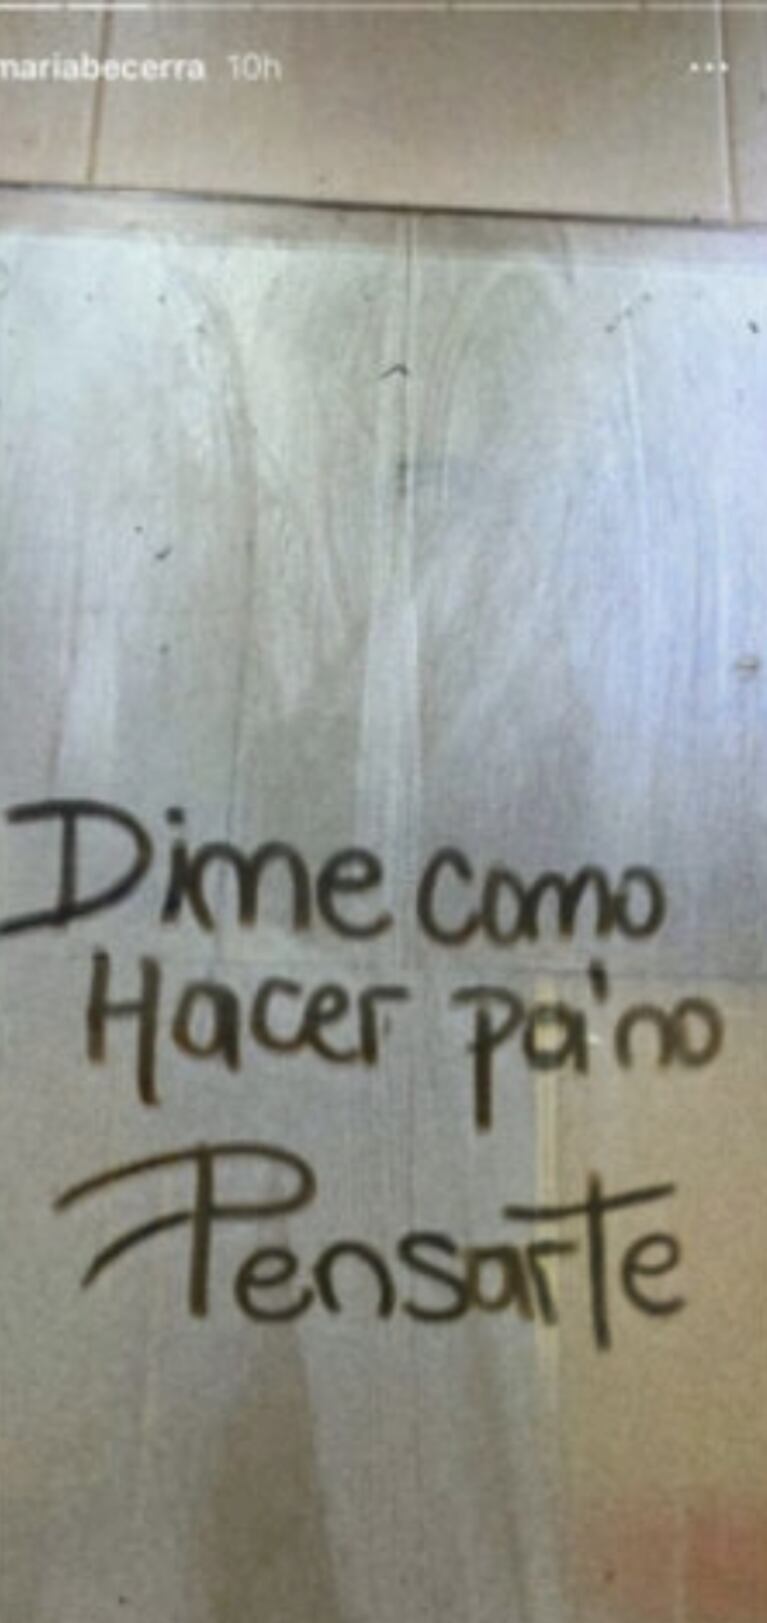 mariabecerra 10h
Dime como
Hacer pa'no
Pensarte